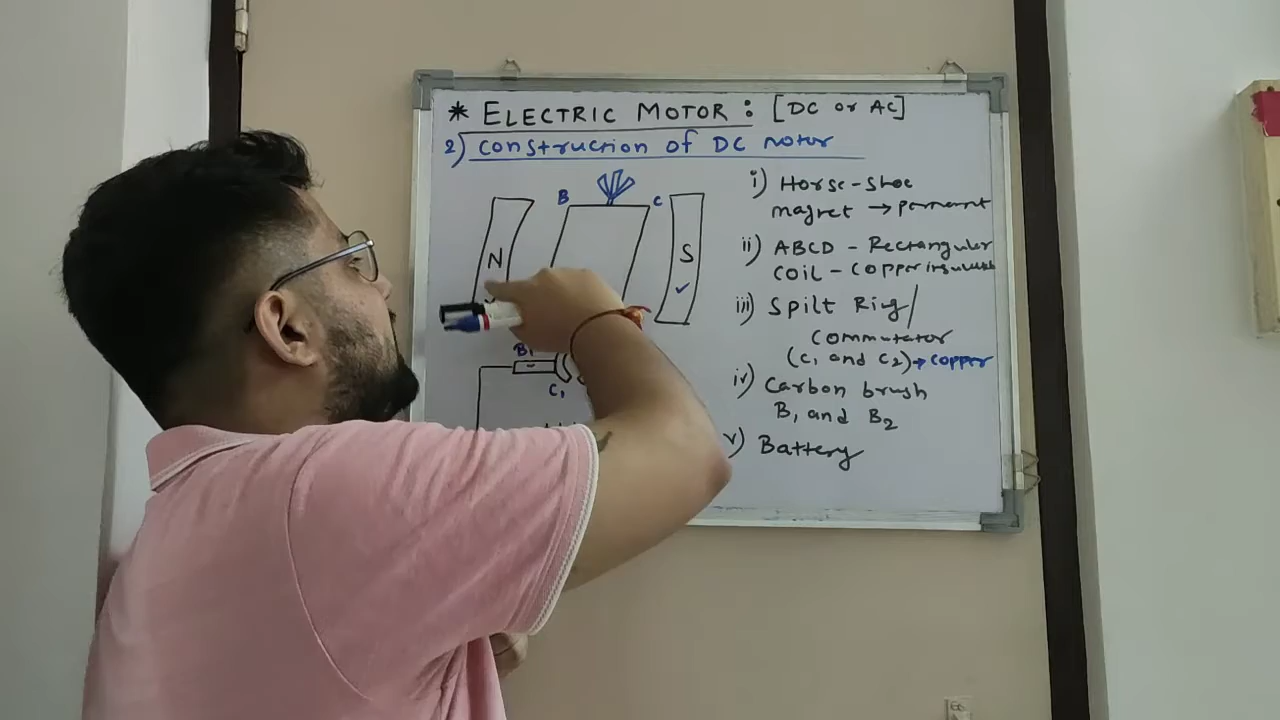 * ELECTRIC MOTOR : [DC or AC]
2) Construction of DC motor
B C
N S
B1
C1
i) Horse-shoe
magnet → permanent
ii) ABCD - Rectangular
coil - Copper
iii) Spilt Ring/
commutator
(C1 and C2) → copper
iv) Carbon brush
B1 and B2
v) Battery